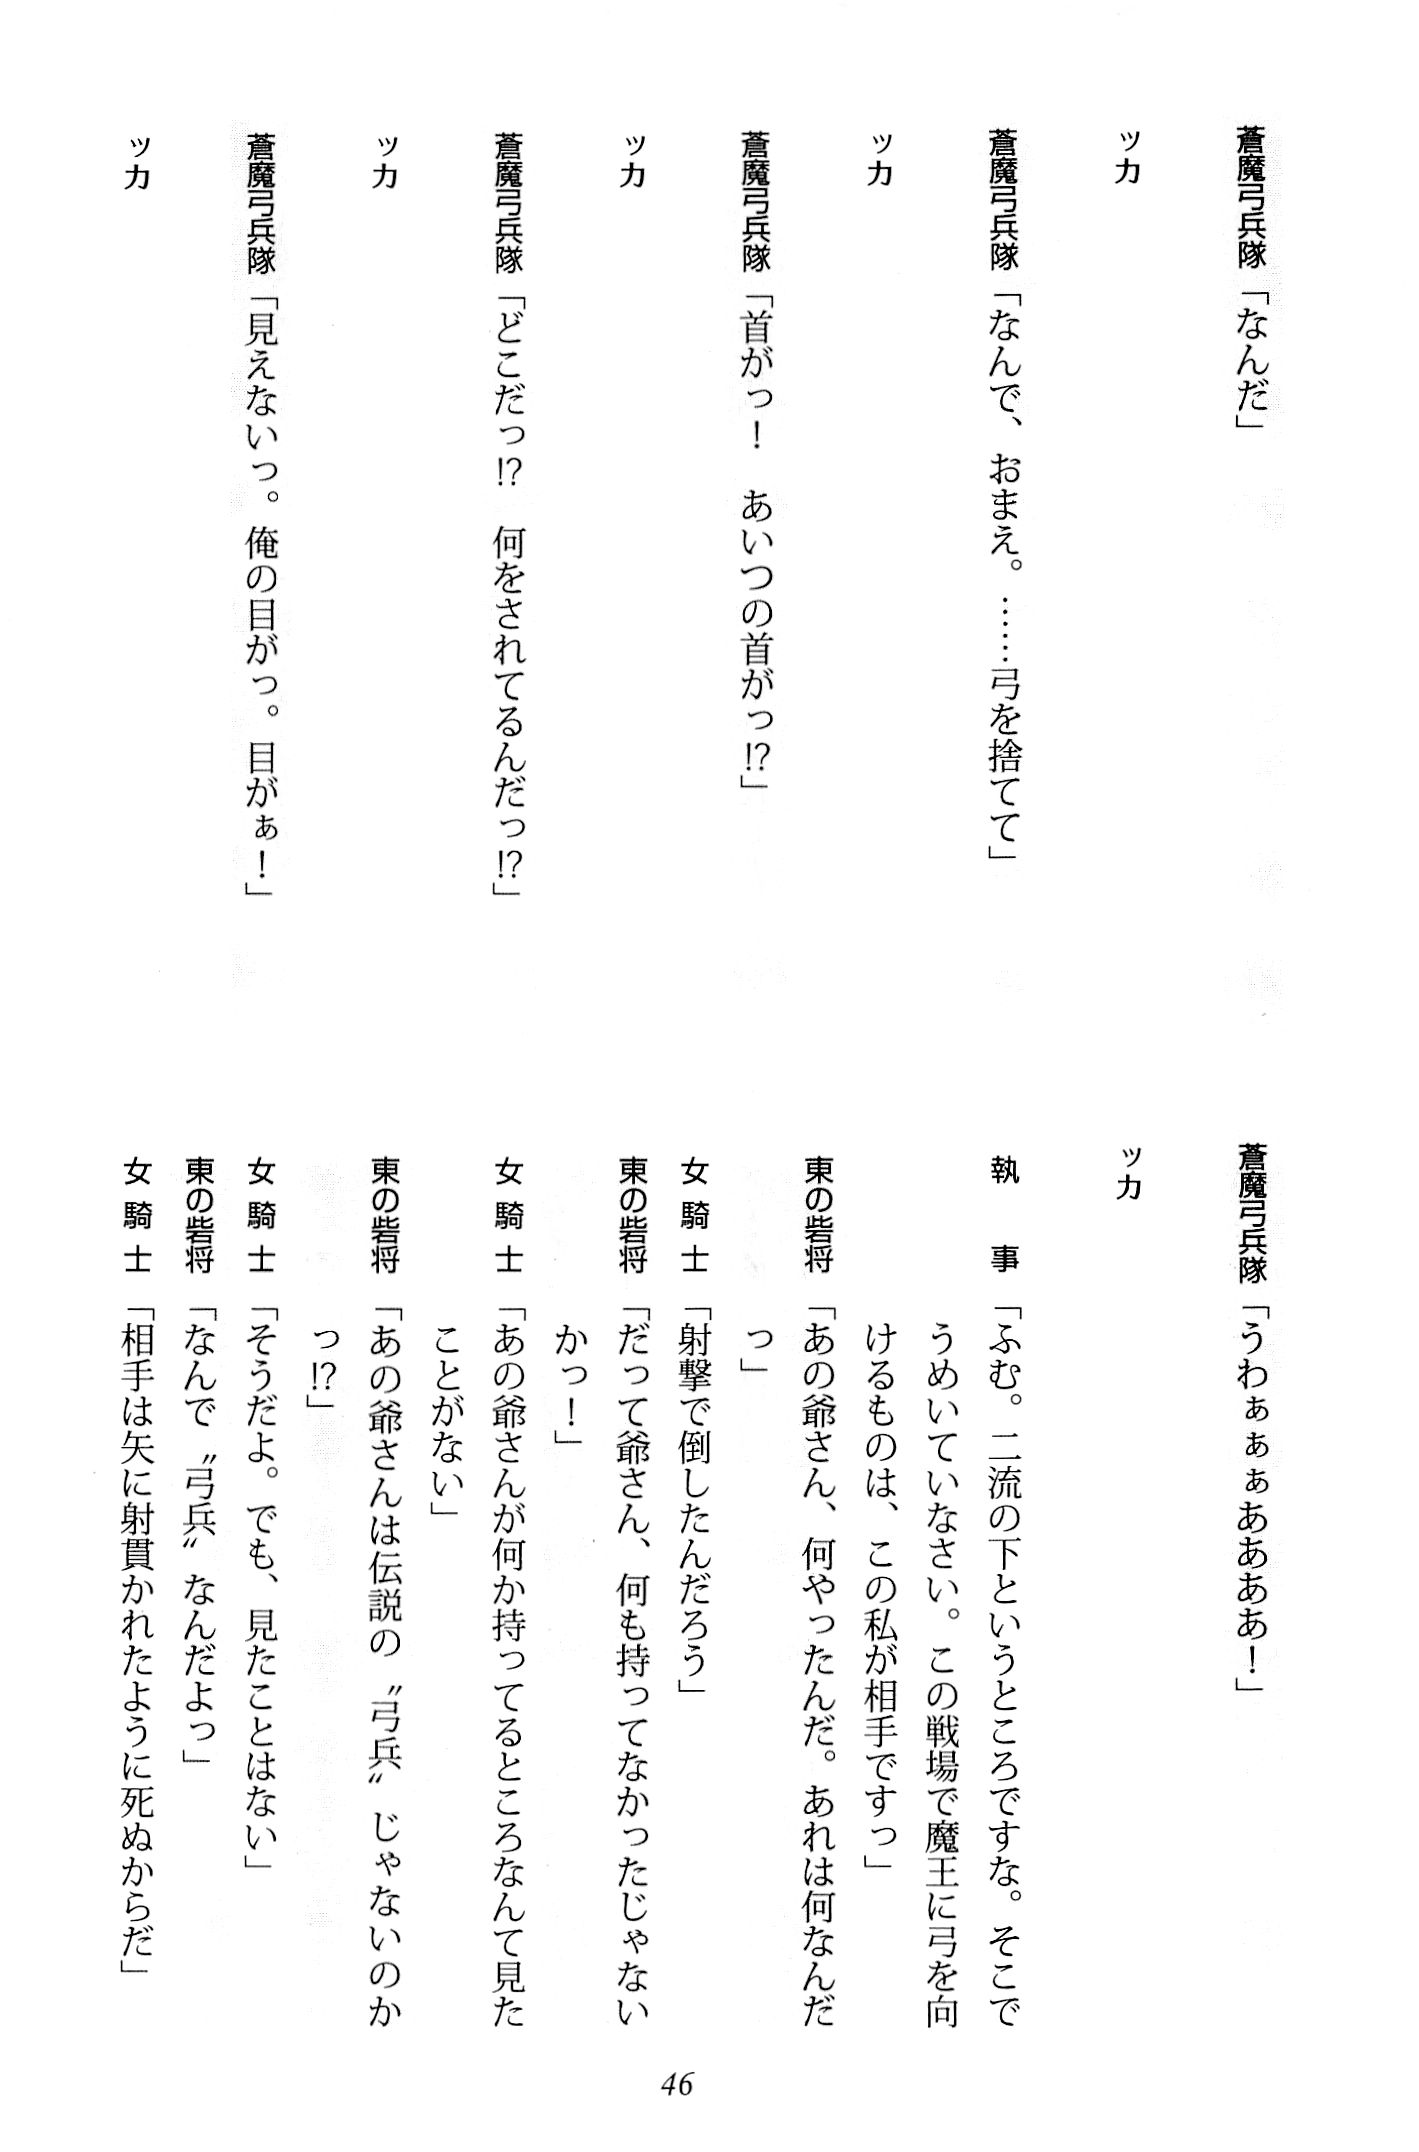 蒼魔弓兵隊「なんだ」
ッカ
蒼魔弓兵隊「なんで、おまえ。……弓を捨てて」
ッカ
蒼魔弓兵隊「首がっ！　あいつの首がっ!?」
ッカ
蒼魔弓兵隊「どこだっ!?　何をされてるんだっ!?」
ッカ
蒼魔弓兵隊「見えないっ。俺の目がっ。目がぁ！」
ッカ
蒼魔弓兵隊「うわぁぁぁああああ！」
ッカ
執　事「ふむ。二流の下というところですな。そこで
うめいていなさい。この戦場で魔王に弓を向
けるものは、この私が相手ですっ」
東の砦将「あの爺さん、何やったんだ。あれは何なんだ
っ」
女騎士「射撃で倒したんだろう」
東の砦将「だって爺さん、何も持ってなかったじゃない
かっ！」
女騎士「あの爺さんが何か持ってるところなんて見た
ことがない」
東の砦将「あの爺さんは伝説の〝弓兵〟じゃないのか
っ!?」
女騎士「そうだよ。でも、見たことはない」
東の砦将「なんで〝弓兵〟なんだよっ」
女騎士「相手は矢に射貫かれたように死ぬからだ」
46